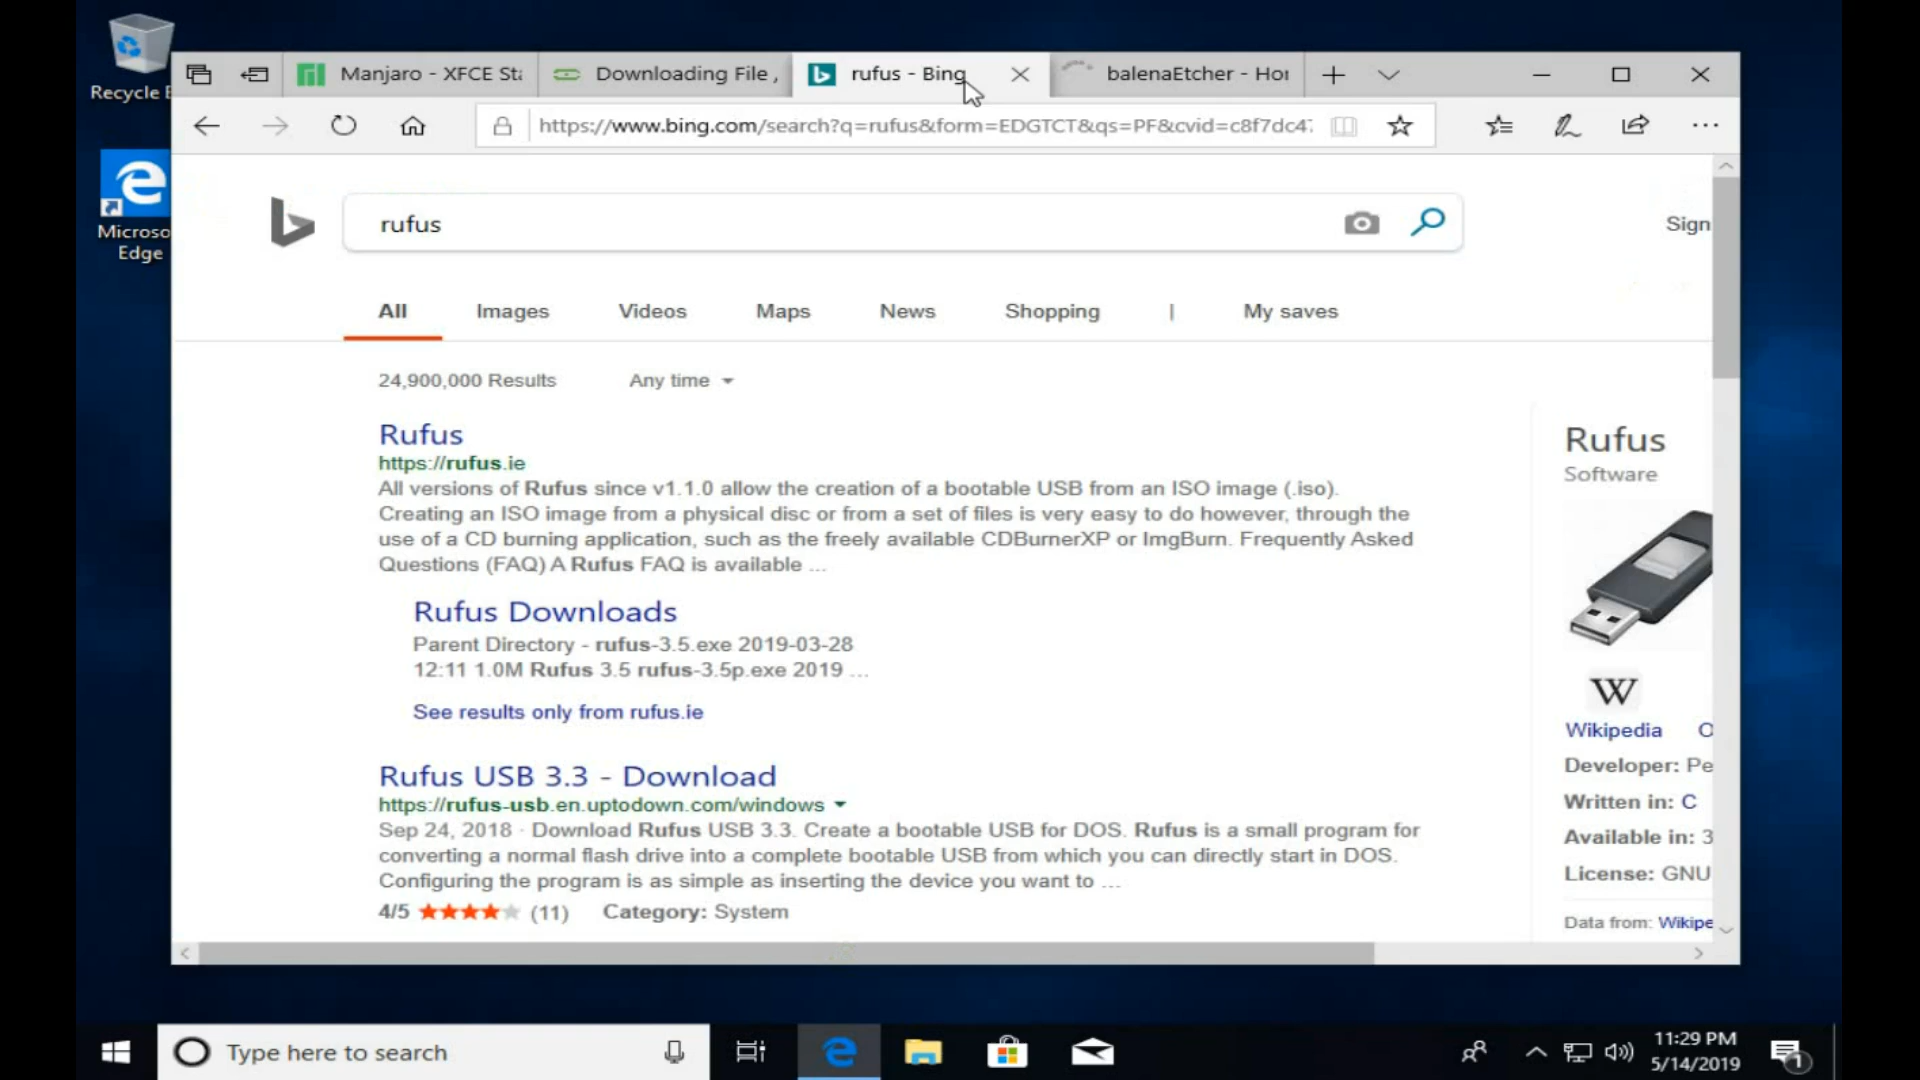 Recycle
Microso
Edge
Manjaro - XFCE Sta
Downloading File ,
rufus - Bing
balenaEtcher - Hor
https://www.bing.com/search?q=rufus&form=EDGTCT&qs=PF&cvid=c8f7dc47
rufus
Sign
All
Images
Videos
Maps
News
Shopping
|
My saves
24,900,000 Results
Any time
Rufus
https://rufus.ie
All versions of Rufus since v1.1.0 allow the creation of a bootable USB from an ISO image (.iso).
Creating an ISO image from a physical disc or from a set of files is very easy to do however, through the
use of a CD burning application, such as the freely available CDBurnerXP or ImgBurn. Frequently Asked
Questions (FAQ) A Rufus FAQ is available ...
Rufus Downloads
Parent Directory - rufus-3.5.exe 2019-03-28
12:11 1.0M Rufus 3.5 rufus-3.5p.exe 2019 ...
See results only from rufus.ie
Rufus USB 3.3 - Download
https://rufus-usb.en.uptodown.com/windows
Sep 24, 2018 · Download Rufus USB 3.3. Create a bootable USB for DOS. Rufus is a small program for
converting a normal flash drive into a complete bootable USB from which you can directly start in DOS.
Configuring the program is as simple as inserting the device you want to ...
4/5 (11) Category: System
Rufus
Software
W
Wikipedia
Developer: Pe
Written in: C
Available in: 3
License: GNU
Data from: Wikipe
Type here to search
11:29 PM
5/14/2019
1